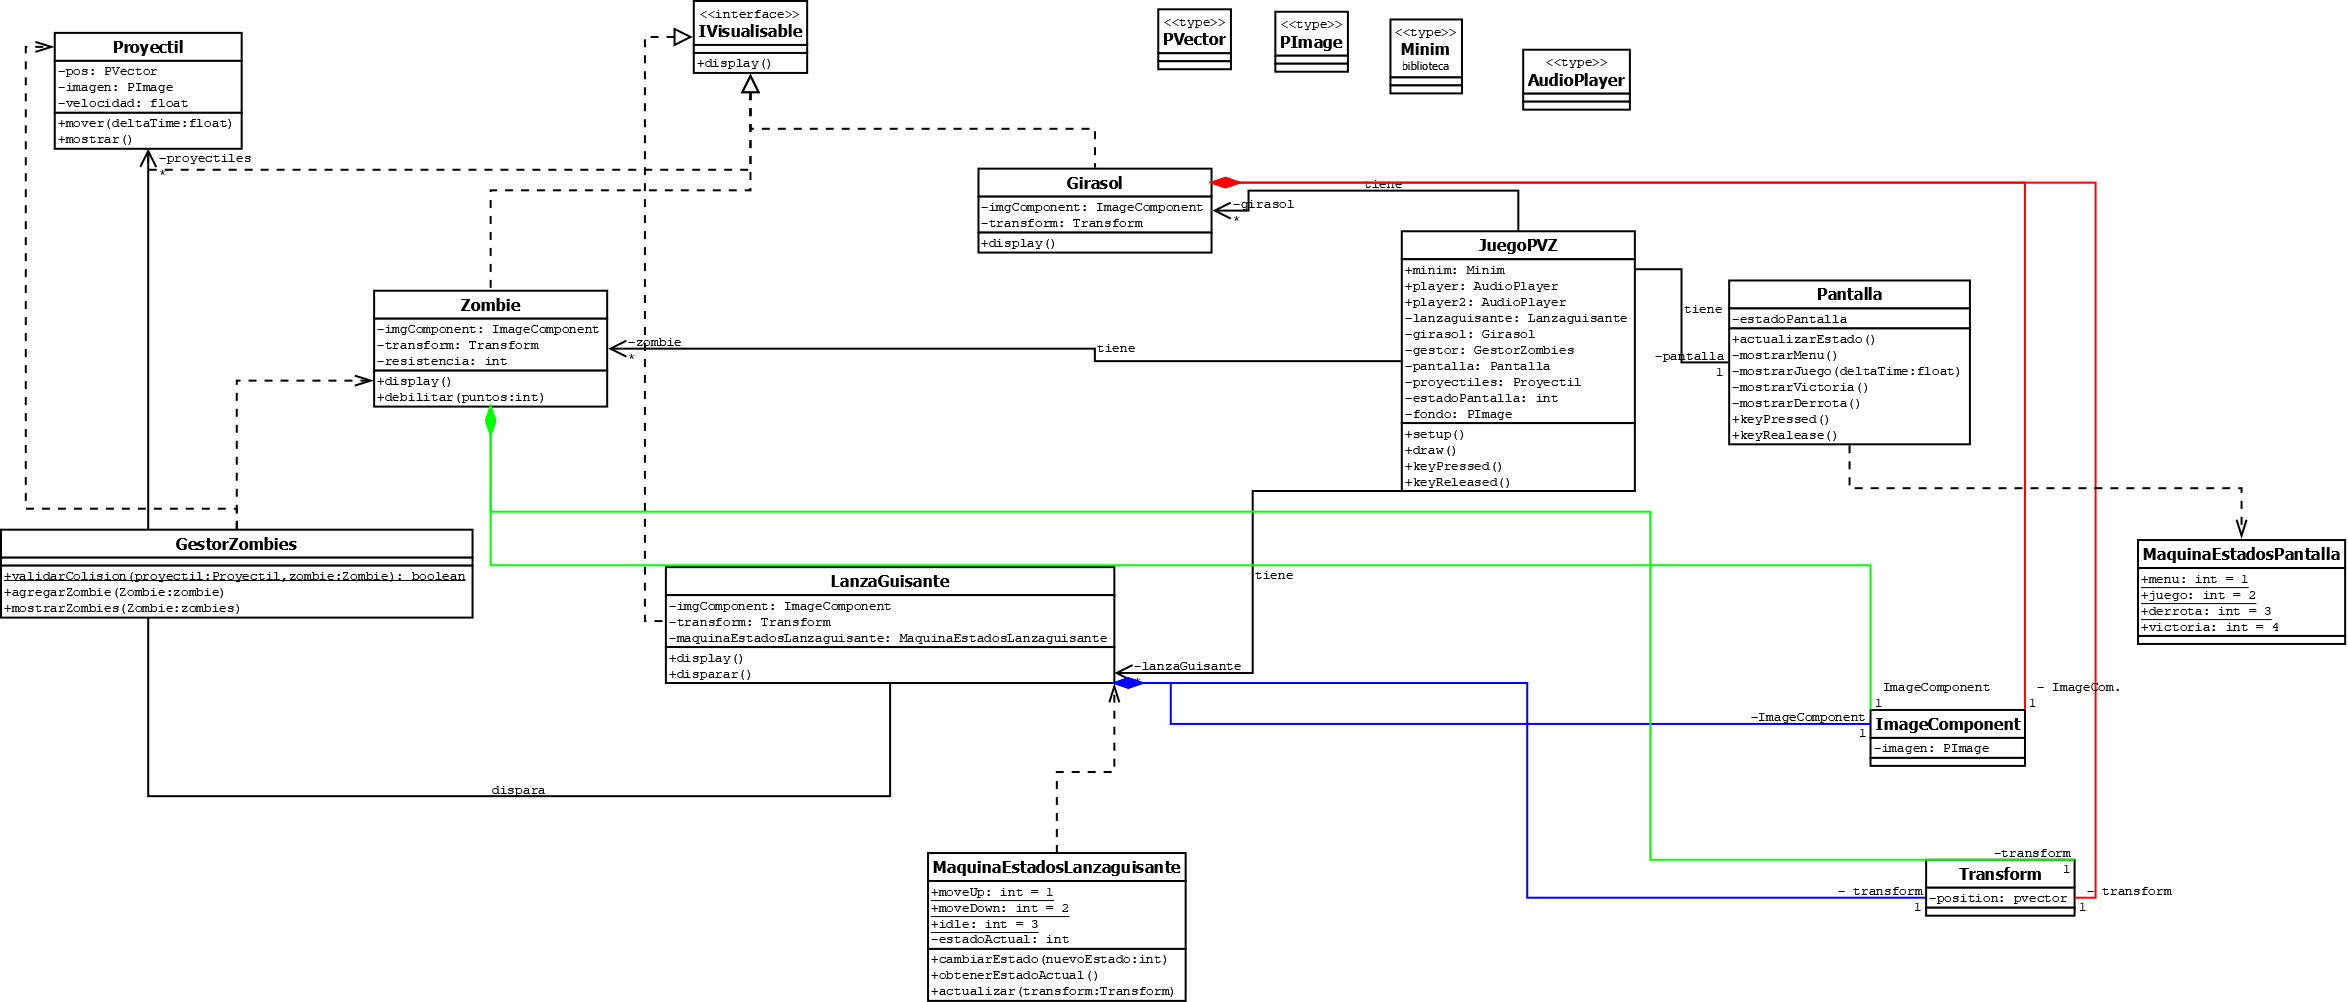 Proyectil
-pos: PVector
-imagen: PImage
-velocidad: float
+mover(deltaTime:float)
+mostrar()
-proyectiles
*
<<interface>>
IVisualisable
+display()
<<type>>
PVector
<<type>>
PImage
<<type>>
Minim
biblioteca
<<type>>
AudioPlayer
Girasol
-imgComponent: ImageComponent
-transform: Transform
+display()
tiene
-girasol
*
JuegoPVZ
+minim: Minim
+player: AudioPlayer
+player2: AudioPlayer
-lanzaguisante: Lanzaguisante
-girasol: Girasol
-gestor: GestorZombies
-pantalla: Pantalla
-proyectiles: Proyectil
-estadoPantalla: int
-fondo: PImage
+setup()
+draw()
+keyPressed()
+keyReleased()
tiene
-pantalla
1
Pantalla
-estadoPantalla
+actualizarEstado()
-mostrarMenu()
-mostrarJuego(deltaTime:float)
-mostrarVictoria()
-mostrarDerrota()
+keyPressed()
+keyRealease()
Zombie
-imgComponent: ImageComponent
-transform: Transform
-resistencia: int
+display()
+debilitar(puntos:int)
-zombie
*
tiene
GestorZombies
+validarColision(proyectil:Proyectil,zombie:Zombie): boolean
+agregarZombie(Zombie:zombie)
+mostrarZombies(Zombie:zombies)
LanzaGuisante
-imgComponent: ImageComponent
-transform: Transform
-maquinaEstadosLanzaguisante: MaquinaEstadosLanzaguisante
+display()
+disparar()
tiene
-lanzaGuisante
*
MaquinaEstadosPantalla
+menu: int = 1
+juego: int = 2
+derrota: int = 3
+victoria: int = 4
ImageComponent
1
- ImageCom.
1
-ImageComponent
1
ImageComponent
-imagen: PImage
dispara
MaquinaEstadosLanzaguisante
+moveUp: int = 1
+moveDown: int = 2
+idle: int = 3
-estadoActual: int
+cambiarEstado(nuevoEstado:int)
+obtenerEstadoActual()
+actualizar(transform:Transform)
-transform
1
- transform
1
- transform
1
Transform
-position: pvector